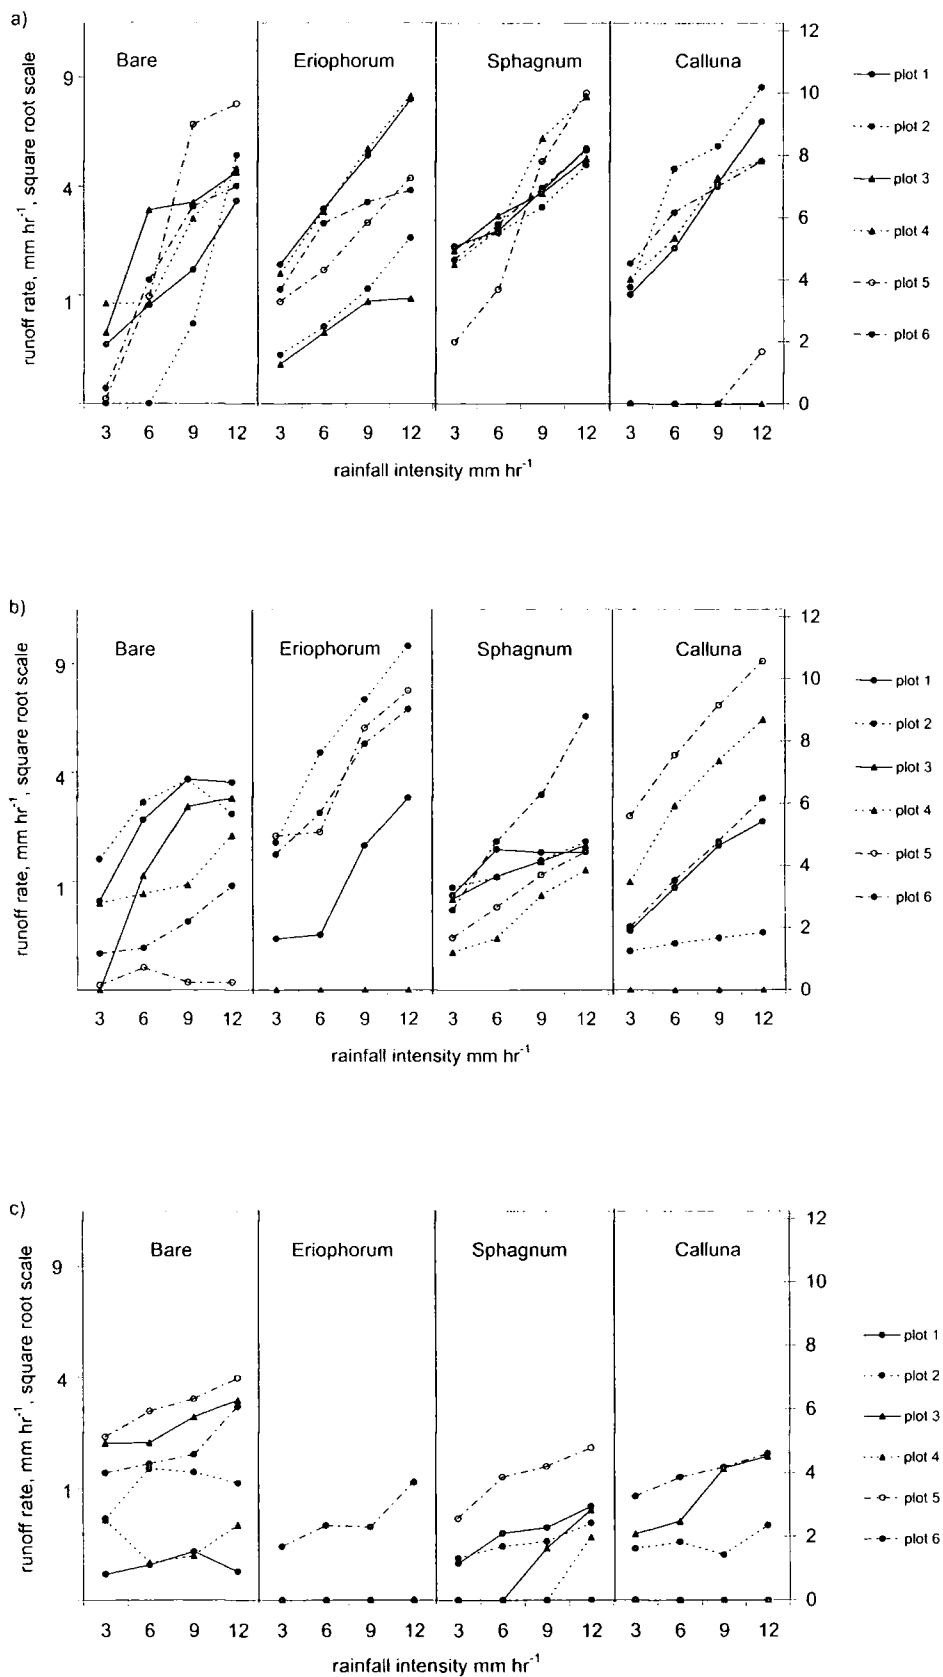 a)
Bare Eriophorum Sphagnum Calluna
runoff rate, mm hr-1, square root scale
9
4
1
12
10
8
6
4
2
0
3 6 9 12 3 6 9 12 3 6 9 12 3 6 9 12
rainfall intensity mm hr-1
plot 1
plot 2
plot 3
plot 4
plot 5
plot 6
b)
Bare Eriophorum Sphagnum Calluna
runoff rate, mm hr-1, square root scale
9
4
1
12
10
8
6
4
2
0
3 6 9 12 3 6 9 12 3 6 9 12 3 6 9 12
rainfall intensity mm hr-1
plot 1
plot 2
plot 3
plot 4
plot 5
plot 6
c)
Bare Eriophorum Sphagnum Calluna
runoff rate, mm hr-1, square root scale
9
4
1
12
10
8
6
4
2
0
3 6 9 12 3 6 9 12 3 6 9 12 3 6 9 12
rainfall intensity mm hr-1
plot 1
plot 2
plot 3
plot 4
plot 5
plot 6